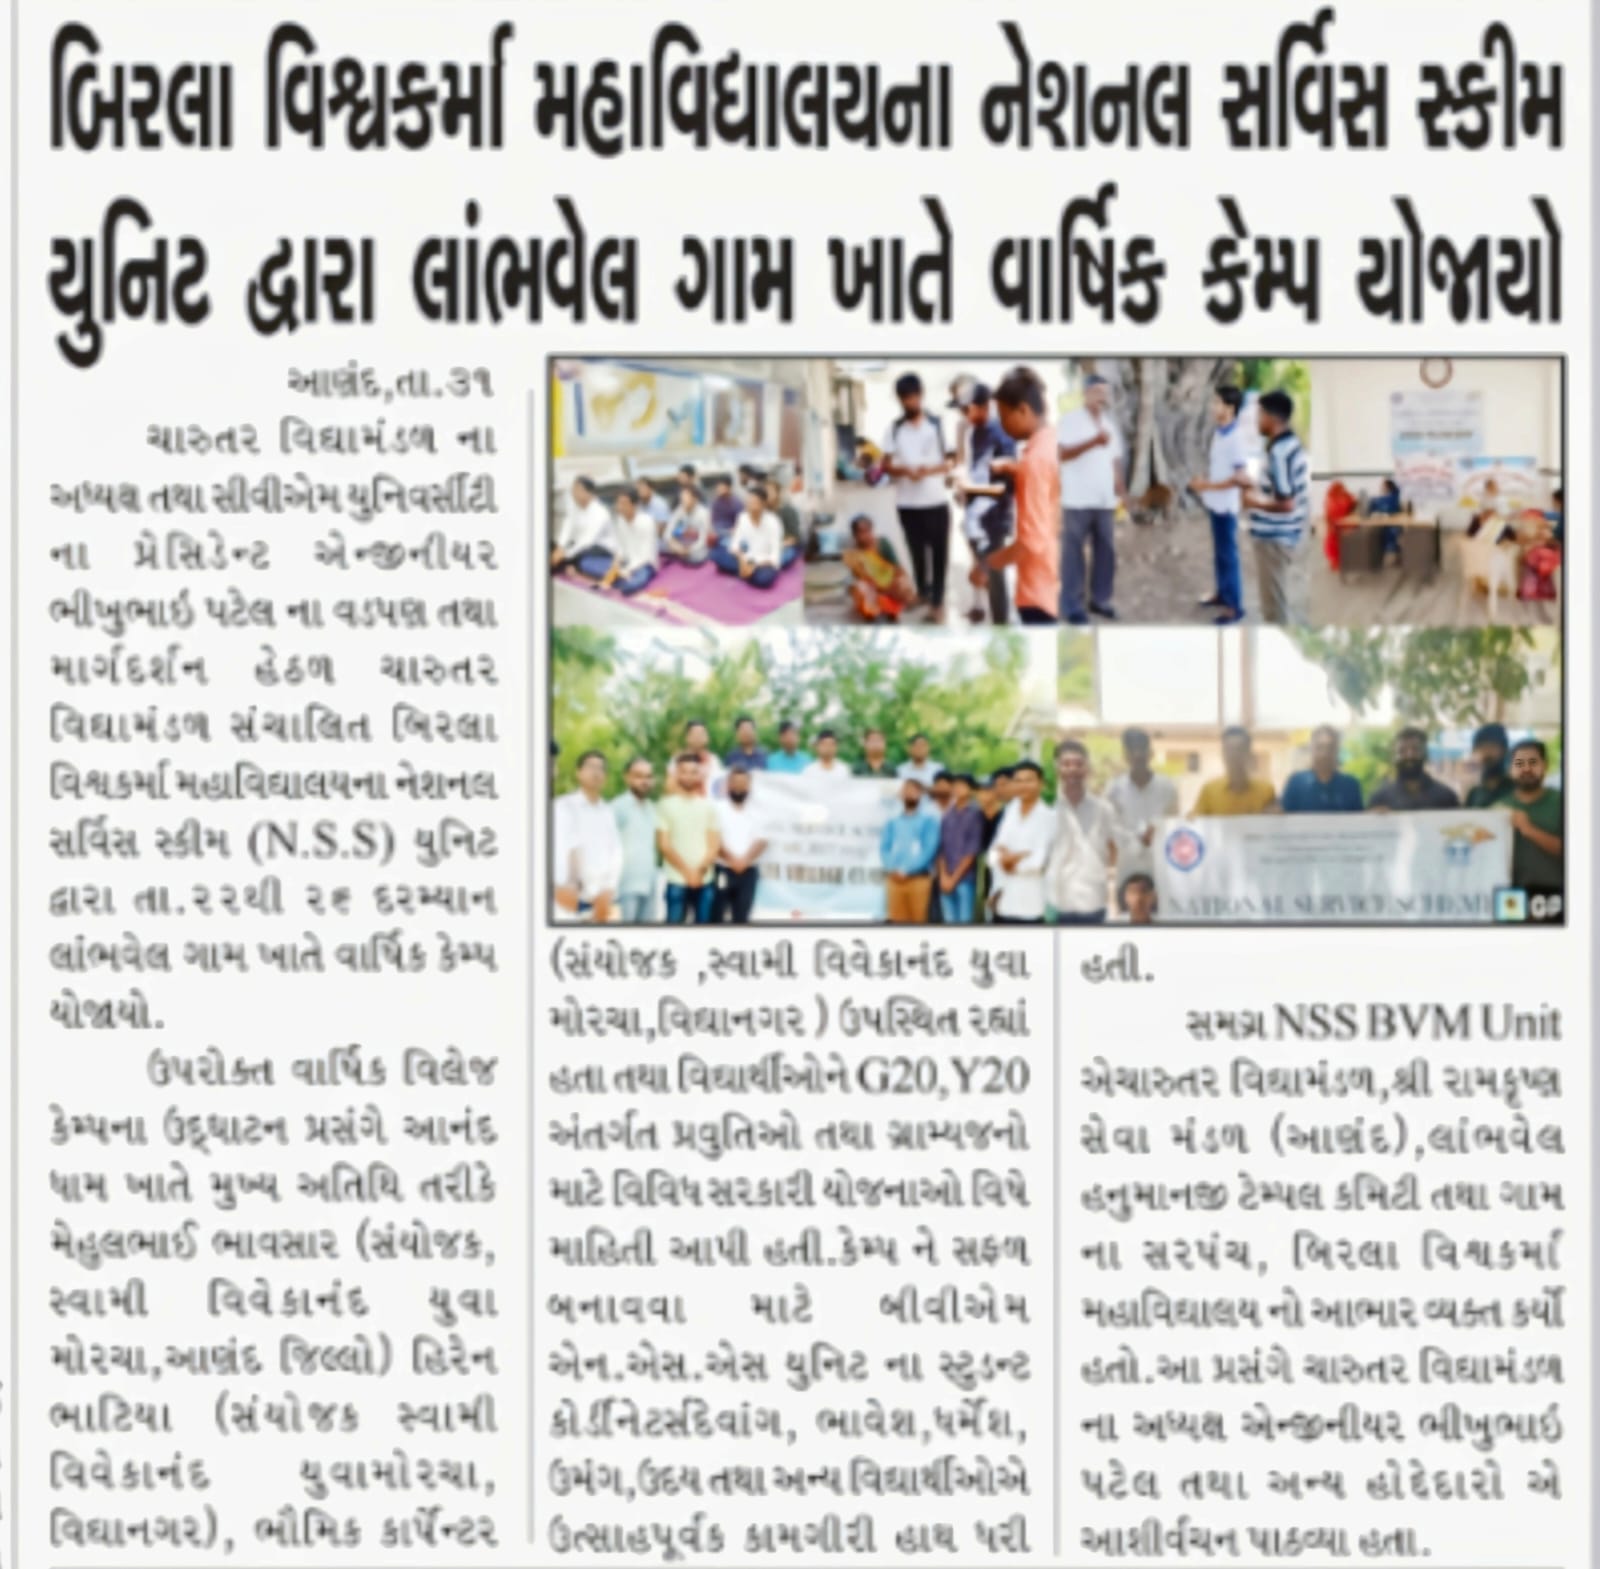 બિરલા વિશ્વકર્મા મહાવિદ્યાલયના નેશનલ સર્વિસ સ્કીમ
યુનિટ દ્વારા લાંભવેલ ગામ ખાતે વાર્ષિક કેમ્પ યોજાયો
આણંદ,તા.૩૧
ચારુતર વિદ્યામંડળ ના
અધ્યક્ષ તથા સીવીએમ યુનિવર્સીટી
ના પ્રેસિડેન્ટ એન્જીનીયર
ભીખુભાઇ પટેલ ના વડપણ તથા
માર્ગદર્શન હેઠળ ચારુતર
વિદ્યામંડળ સંચાલિત બિરલા
વિશ્વકર્મા મહાવિદ્યાલયના નેશનલ
સર્વિસ સ્કીમ (N.S.S) યુનિટ
દ્વારા તા.૨૨થી ૨૯ દરમ્યાન
લાંભવેલ ગામ ખાતે વાર્ષિક કેમ્પ
યોજાયો.
ઉપરોક્ત વાર્ષિક વિલેજ
કેમ્પના ઉદ્ઘાટન પ્રસંગે આનંદ
ધામ ખાતે મુખ્ય અતિથિ તરીકે
મેહુલભાઈ ભાવસાર (સંયોજક,
સ્વામી વિવેકાનંદ યુવા
મોરચા,આણંદ જિલ્લો) હિરેન
ભાટિયા (સંયોજક સ્વામી
વિવેકાનંદ યુવામોરચા,
વિદ્યાનગર), ભૌમિક કાર્પેન્ટર
(સંયોજક ,સ્વામી વિવેકાનંદ યુવા
મોરચા,વિદ્યાનગર ) ઉપસ્થિત રહ્યાં
હતા તથા વિદ્યાર્થીઓને G20,Y20
અંતર્ગત પ્રવુતિઓ તથા ગ્રામ્યજનો
માટે વિવિધ સરકારી યોજનાઓ વિષે
માહિતી આપી હતી.કેમ્પ ને સફળ
બનાવવા માટે બીવીએમ
એન.એસ.એસ યુનિટ ના સ્ટુડન્ટ
કોર્ડીનેટર્સદેવાંગ, ભાવેશ,ધર્મેશ,
ઉમંગ,ઉદય તથા અન્ય વિદ્યાર્થીઓએ
ઉત્સાહપૂર્વક કામગીરી હાથ ધરી
હતી.
સમગ્ર NSS BVM Unit
એચારુતર વિદ્યામંડળ,શ્રી રામકૃષ્ણ
સેવા મંડળ (આણંદ),લાંભવેલ
હનુમાનજી ટેમ્પલ કમિટી તથા ગામ
ના સરપંચ, બિરલા વિશ્વકર્મા
મહાવિદ્યાલય નો આભાર વ્યક્ત કર્યો
હતો.આ પ્રસંગે ચારુતર વિદ્યામંડળ
ના અધ્યક્ષ એન્જીનીયર ભીખુભાઇ
પટેલ તથા અન્ય હોદ્દેદારો એ
આશીર્વચન પાઠવ્યા હતા.
NATIONAL SERVICE SCHEME